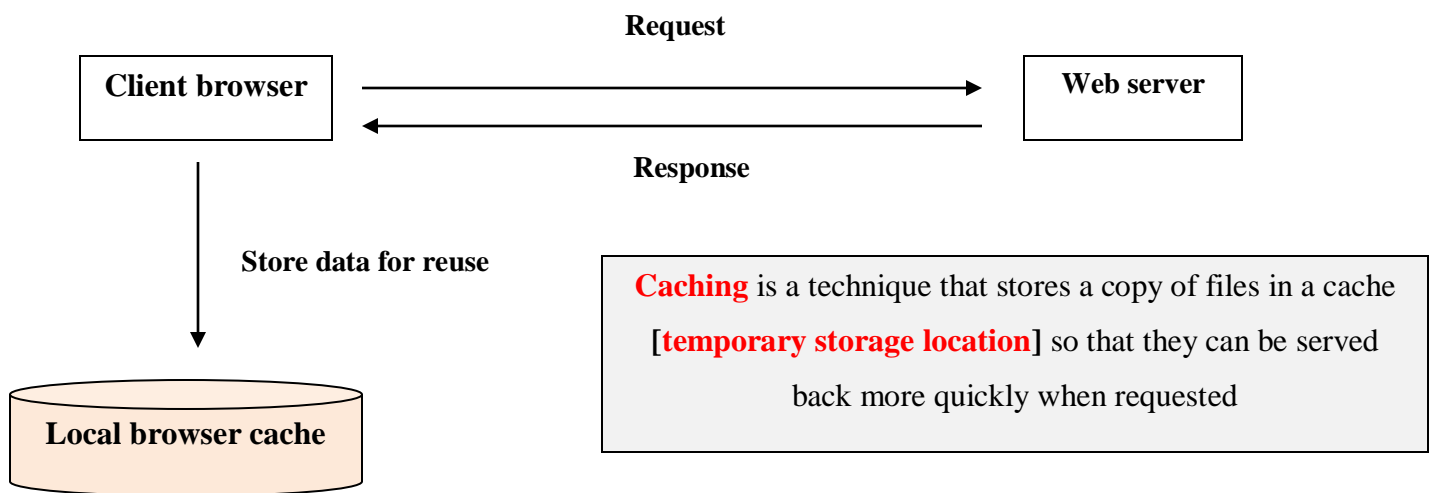 Request
Client browser
Web server
Response
Store data for reuse
Caching is a technique that stores a copy of files in a cache
[temporary storage location] so that they can be served
back more quickly when requested
Local browser cache